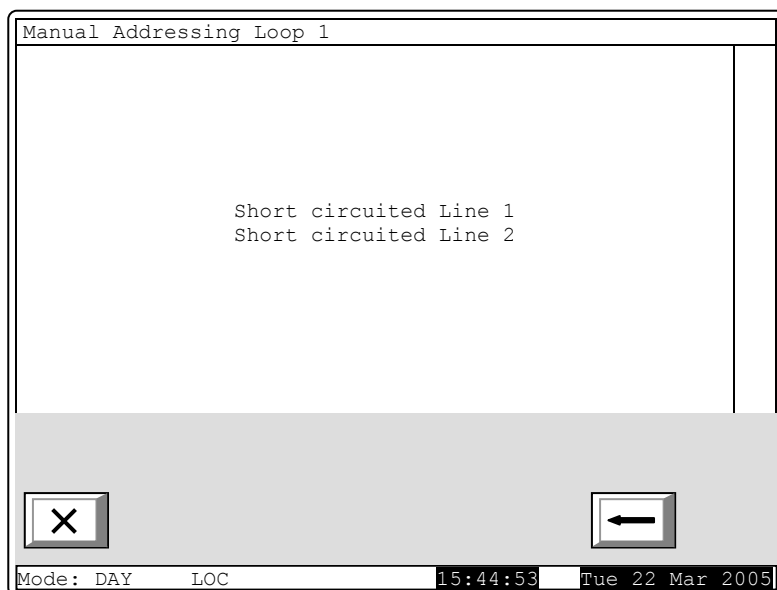 Manual Addressing Loop 1
Short circuited Line 1
Short circuited Line 2
Mode: DAY LOC 15:44:53 Tue 22 Mar 2005